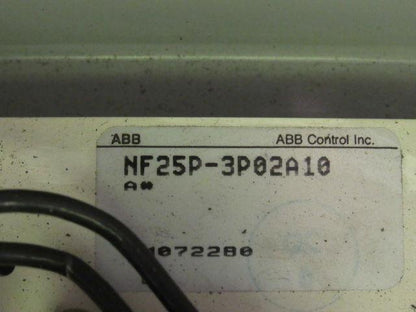 ABB ABB Control Inc.
NF25P-3P02A10
A*
1072280